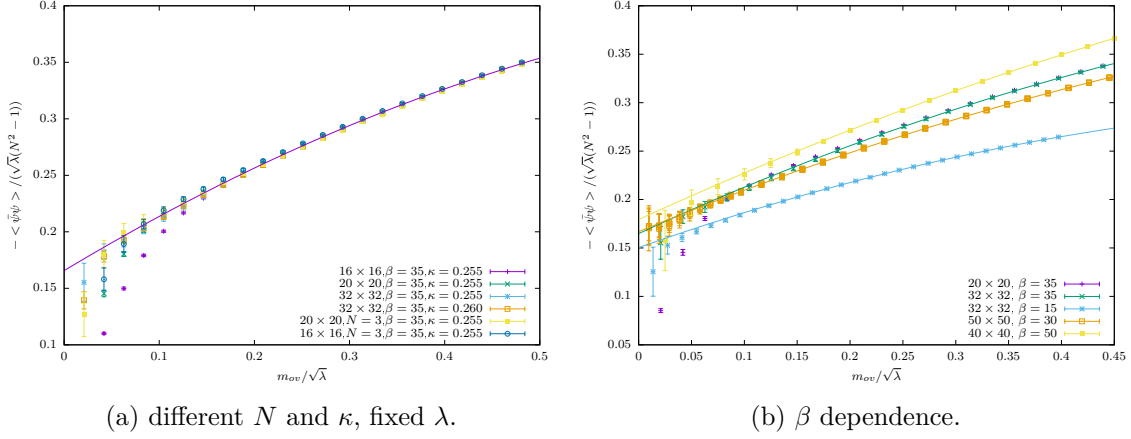 0.4
0.35
0.3
0.25
0.2
0.15
0.1
0 0.1 0.2 0.3 0.4 0.5
− < ψ̄ψ > /(√λ(N² − 1))
m_ov/√λ
16 × 16,β = 35,κ = 0.255
20 × 20,β = 35,κ = 0.255
32 × 32,β = 35,κ = 0.255
32 × 32,β = 35,κ = 0.260
20 × 20,N = 3,β = 35,κ = 0.255
16 × 16,N = 3,β = 35,κ = 0.255
(a) different N and κ, fixed λ.
0.4
0.35
0.3
0.25
0.2
0.15
0.1
0.05
0 0.05 0.1 0.15 0.2 0.25 0.3 0.35 0.4 0.45
− < ψ̄ψ > /(√λ(N² − 1))
m_ov/√λ
20 × 20, β = 35
32 × 32, β = 35
32 × 32, β = 15
50 × 50, β = 30
40 × 40, β = 50
(b) β dependence.